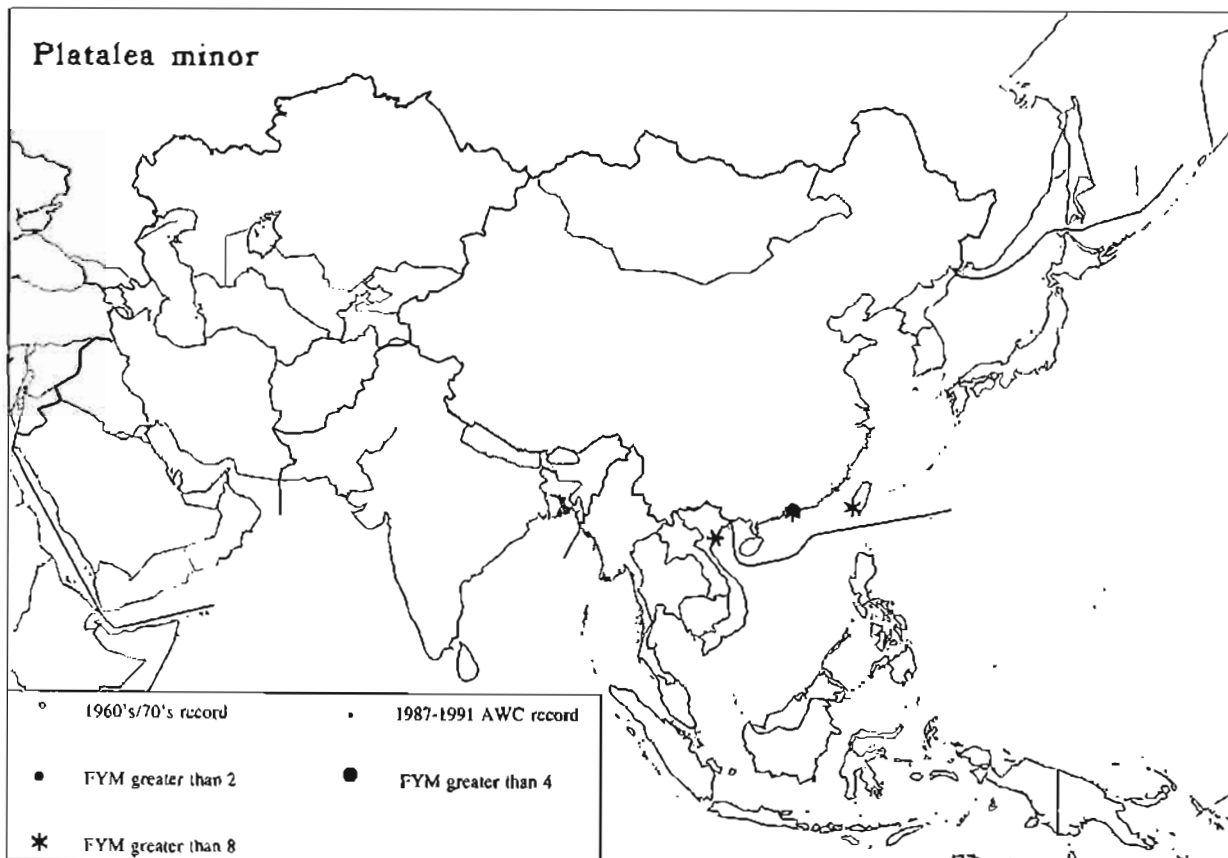 Platalea minor
1960's/70's record
1987-1991 AWC record
FYM greater than 2
FYM greater than 4
FYM greater than 8